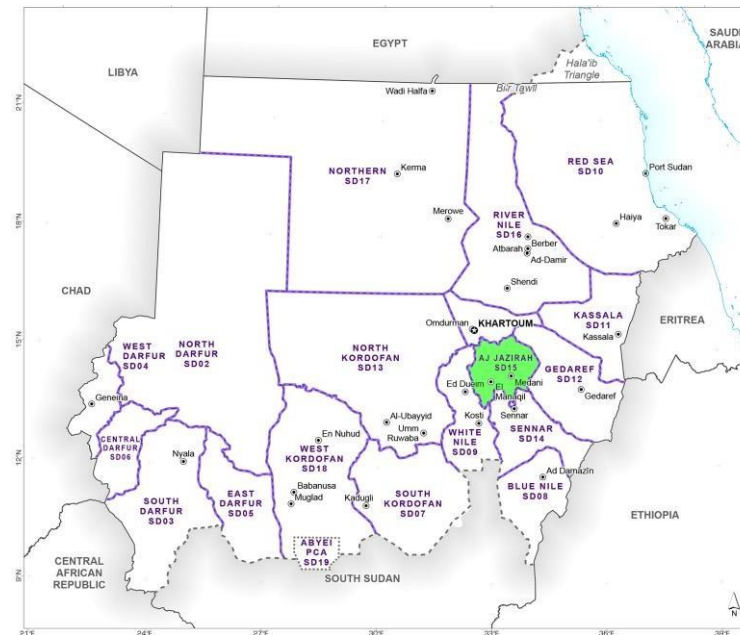 EGYPT
SAUDI
ARABIA
LIBYA
Hala'ib
Triangle
Bi'r Tawil
Wadi Halfa
21°N
NORTHERN
SD17
Kerma
RED SEA
SD10
Port Sudan
RIVER
NILE
SD16
Merowe
Haiya
Tokar
18°N
Berber
Atbarah
Ad-Damir
CHAD
Shendi
KASSALA
SD11
Kassala
ERITREA
Omdurman
KHARTOUM
15°N
WEST
DARFUR
SD04
NORTH
DARFUR
SD02
NORTH
KORDOFAN
SD13
AJ JAZIRAH
SD15
GEDAREF
SD12
Geneina
Ed Dueim
El
Manaqil
Medani
Gedaref
Al-Ubayyid
Kosti
Sennar
Umm
Ruwaba
En Nuhud
CENTRAL
DARFUR
SD06
Nyala
WEST
KORDOFAN
SD18
WHITE
NILE
SD09
SENNAR
SD14
12°N
Ad Damazin
Babanusa
Muglad
Kadugli
BLUE NILE
SD08
SOUTH
DARFUR
SD03
EAST
DARFUR
SD05
SOUTH
KORDOFAN
SD07
ETHIOPIA
ABYEI
PCA
SD19
CENTRAL
AFRICAN
REPUBLIC
SOUTH SUDAN
9°N
N
21°E
24°E
27°E
30°E
33°E
36°E
38°E